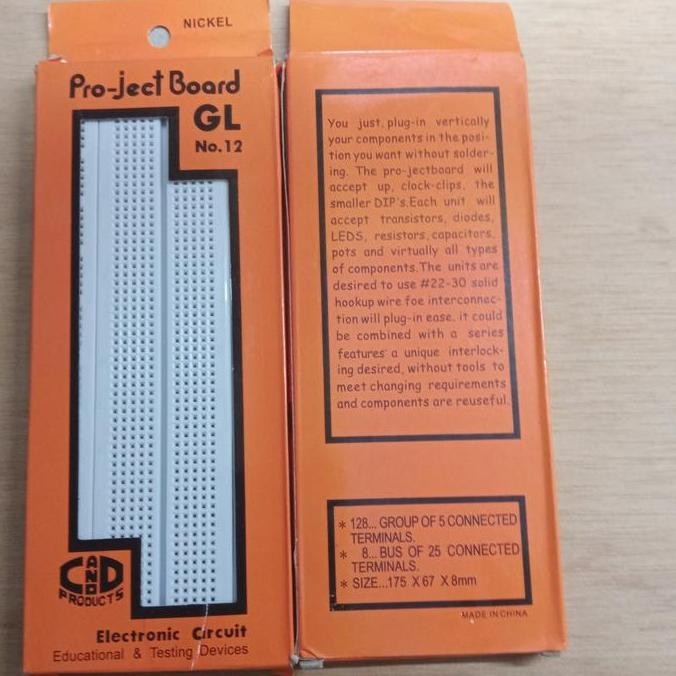 NICKEL
Pro-ject Board
GL
No.12
C AND D
PRODUCTS
Electronic Circuit
Educational & Testing Devices
You just, plug-in vertically
your components in the posi-
tion you want without solder-
ing. The pro-jectboard will
accept up, clock-clips, the
smaller DIP's.Each unit will
accept transistors, diodes,
LEDS, resistors,capacitors,
pots and virtually all types
of components.The units are
desired to use #22-30 solid
hookup wire foe interconnec-
tion will plug-in ease. it could
be combined with a series
features a unique interlock-
ing desired, without tools to
meet changing requirements
and components are reuseful.
* 128... GROUP OF 5 CONNECTED
TERMINALS.
* 8... BUS OF 25 CONNECTED
TERMINALS.
* SIZE...175 X 67 X 8mm
MADE IN CHINA